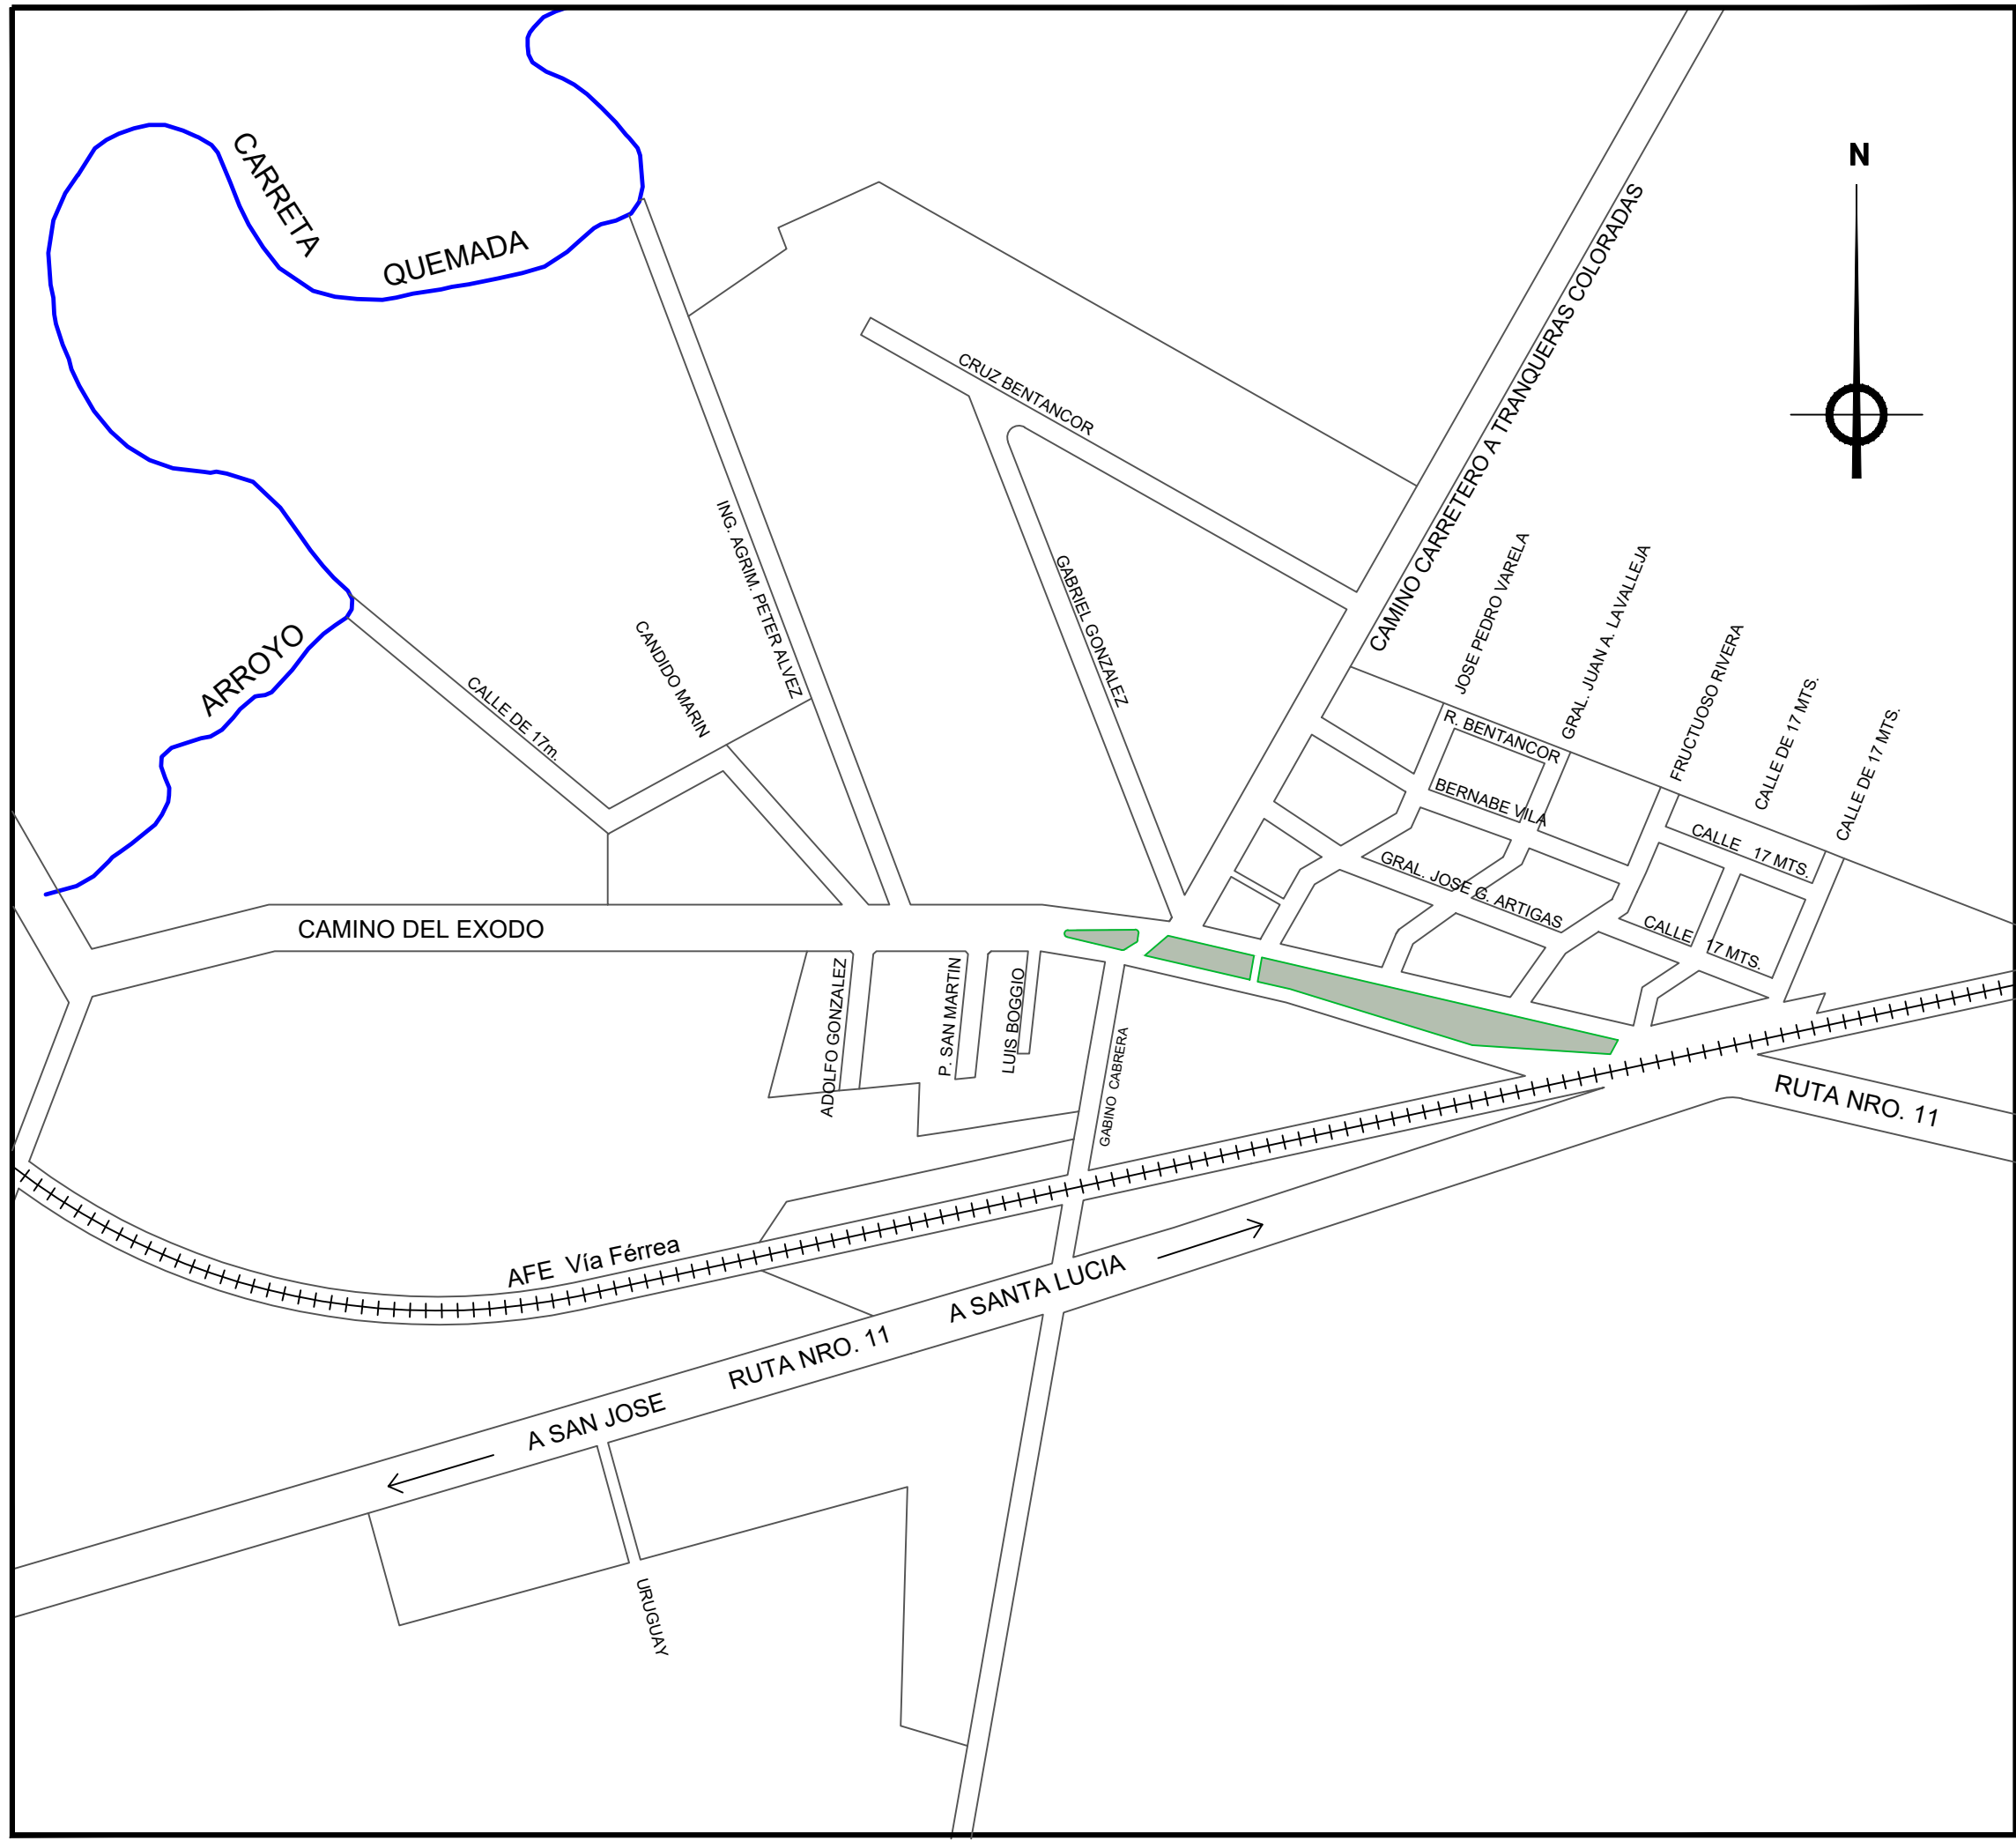 CARRETA
QUEMADA
N
CAMINO CARRETERO A TRANQUERAS COLORADAS
CRUZ BENTANCOR
ING. AGRIM. PETER ALVEZ
GABRIEL GONZALEZ
JOSE PEDRO VARELA
GRAL. JUAN A. LAVALLEJA
FRUCTUOSO RIVERA
CALLE DE 17 MTS.
CALLE DE 17 MTS.
ARROYO
CALLE DE 17m.
CANDIDO MARIN
R. BENTANCOR
BERNABE VILA
CALLE 17 MTS.
GRAL. JOSE G. ARTIGAS
CALLE 17 MTS.
CAMINO DEL EXODO
ADOLFO GONZALEZ
P. SAN MARTIN
LUIS BOGGIO
GABINO CABRERA
RUTA NRO. 11
AFE Vía Férrea
A SANTA LUCIA
RUTA NRO. 11
A SAN JOSE
URUGUAY